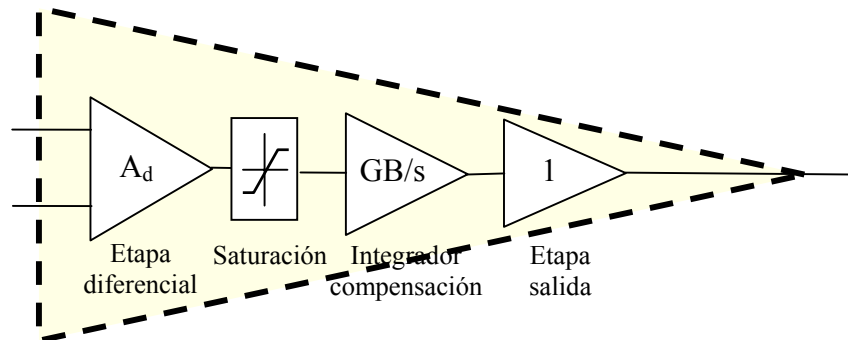 A_d
GB/s
1
Etapa
diferencial
Saturación
Integrador
compensación
Etapa
salida